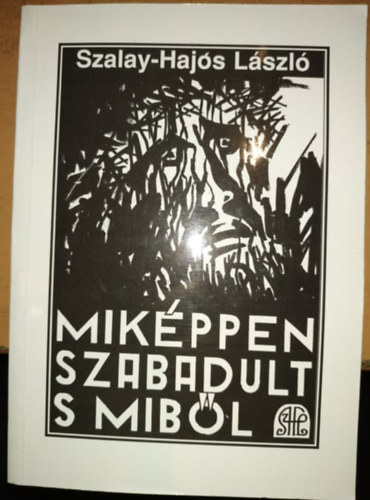 Szalay-Hajós László
MIKÉPPEN
SZABADULT
S MIBŐL